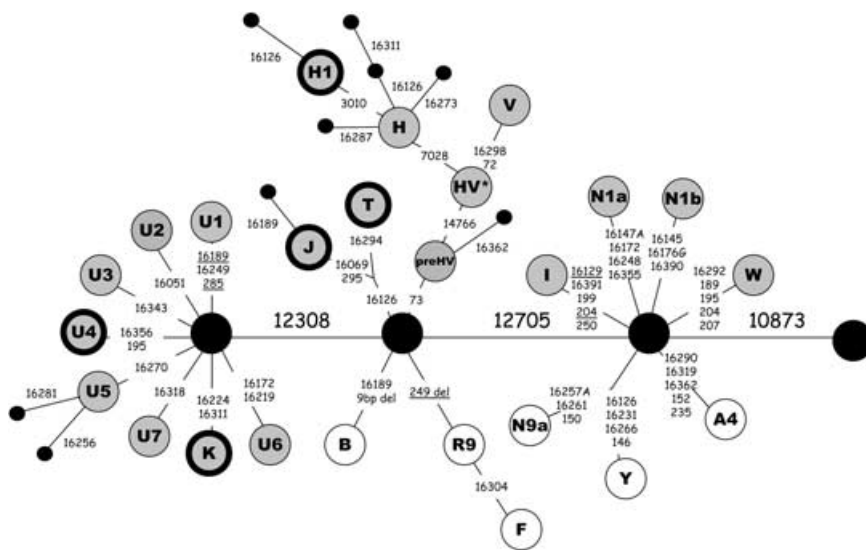 16126
16311
H1
16126
3010
16273
H
16287
V
7028
16298
72
HV*
16189
T
14766
16362
J
16294
preHV
16069
295
16126
73
N1a
N1b
16147A
16172
16248
16355
16145
16176G
16390
I
16129
16391
199
204
250
16292
189
195
204
207
W
U1
U2
U3
U4
16189
16249
285
16051
16343
16356
195
12308
12705
10873
16270
U5
16281
16256
16318
U7
16224
16311
K
16172
16219
U6
16189
9bp del
B
249 del
R9
16304
F
16257A
16261
150
N9a
16126
16231
16266
146
Y
16290
16319
16362
152
235
A4